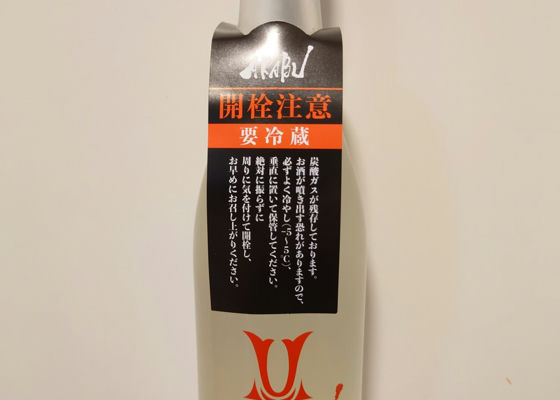 AKABU
開栓注意
要冷蔵
炭酸ガスが残存しております。
お酒が噴き出す恐れがありますので、
必ずよく冷やし(-5~5℃)、
垂直に置いて保管してください。
絶対に振らずに
周りに気を付けて開栓し、
お早めにお召し上がりください。